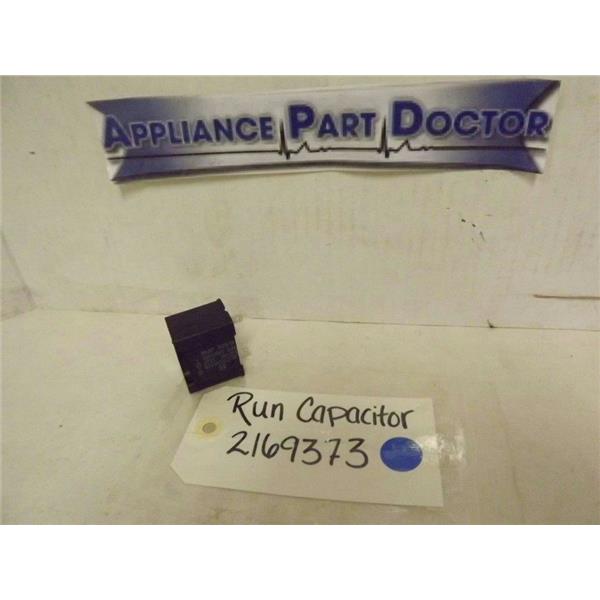 APPLIANCE PART DOCTOR
Run Capacitor
2169373